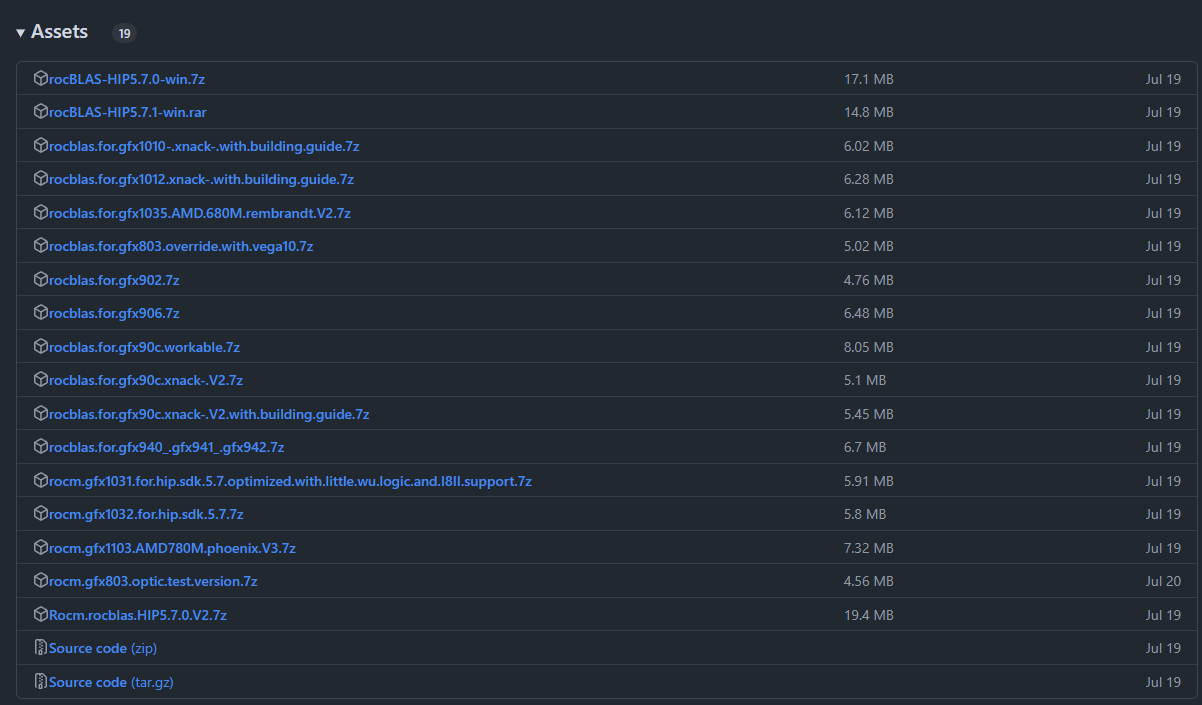 Assets 19
rocBLAS-HIP5.7.0-win.7z 17.1 MB Jul 19
rocBLAS-HIP5.7.1-win.rar 14.8 MB Jul 19
rocblas.for.gfx1010-.xnack-.with.building.guide.7z 6.02 MB Jul 19
rocblas.for.gfx1012.xnack-.with.building.guide.7z 6.28 MB Jul 19
rocblas.for.gfx1035.AMD.680M.rembrandt.V2.7z 6.12 MB Jul 19
rocblas.for.gfx803.override.with.vega10.7z 5.02 MB Jul 19
rocblas.for.gfx902.7z 4.76 MB Jul 19
rocblas.for.gfx906.7z 6.48 MB Jul 19
rocblas.for.gfx90c.workable.7z 8.05 MB Jul 19
rocblas.for.gfx90c.xnack-.V2.7z 5.1 MB Jul 19
rocblas.for.gfx90c.xnack-.V2.with.building.guide.7z 5.45 MB Jul 19
rocblas.for.gfx940_.gfx941_.gfx942.7z 6.7 MB Jul 19
rocm.gfx1031.for.hip.sdk.5.7.optimized.with.little.wu.logic.and.I8II.support.7z 5.91 MB Jul 19
rocm.gfx1032.for.hip.sdk.5.7.7z 5.8 MB Jul 19
rocm.gfx1103.AMD780M.phoenix.V3.7z 7.32 MB Jul 19
rocm.gfx803.optic.test.version.7z 4.56 MB Jul 20
Rocm.rocblas.HIP5.7.0.V2.7z 19.4 MB Jul 19
Source code (zip) Jul 19
Source code (tar.gz) Jul 19